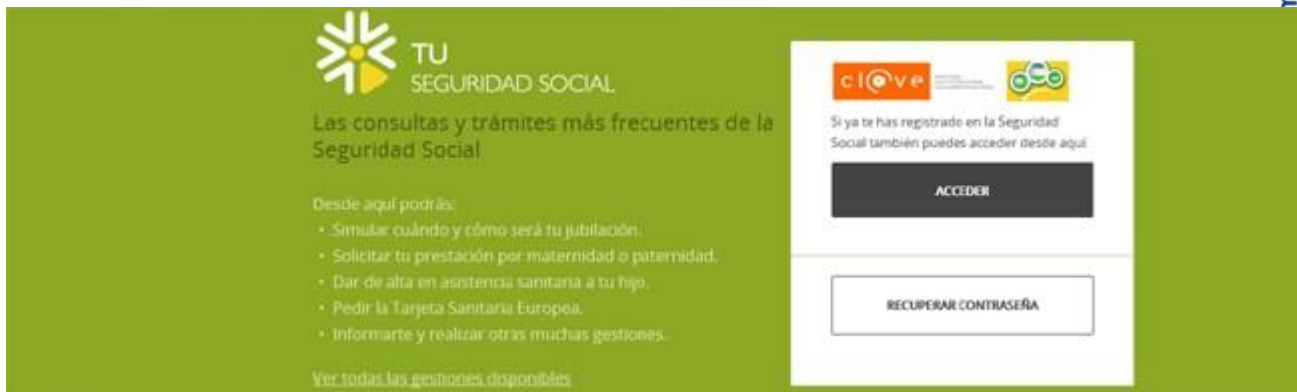 TU
SEGURIDAD SOCIAL
Las consultas y trámites más frecuentes de la
Seguridad Social
Desde aquí podrás:
• Simular cuándo y cómo será tu jubilación.
• Solicitar tu prestación por maternidad o paternidad.
• Dar de alta en asistencia sanitaria a tu hijo.
• Pedir la Tarjeta Sanitaria Europea.
• Informarte y realizar otras muchas gestiones.
Ver todas las gestiones disponibles
cl@ve
Si ya te has registrado en la Seguridad
Social también puedes acceder desde aquí
ACCEDER
RECUPERAR CONTRASEÑA